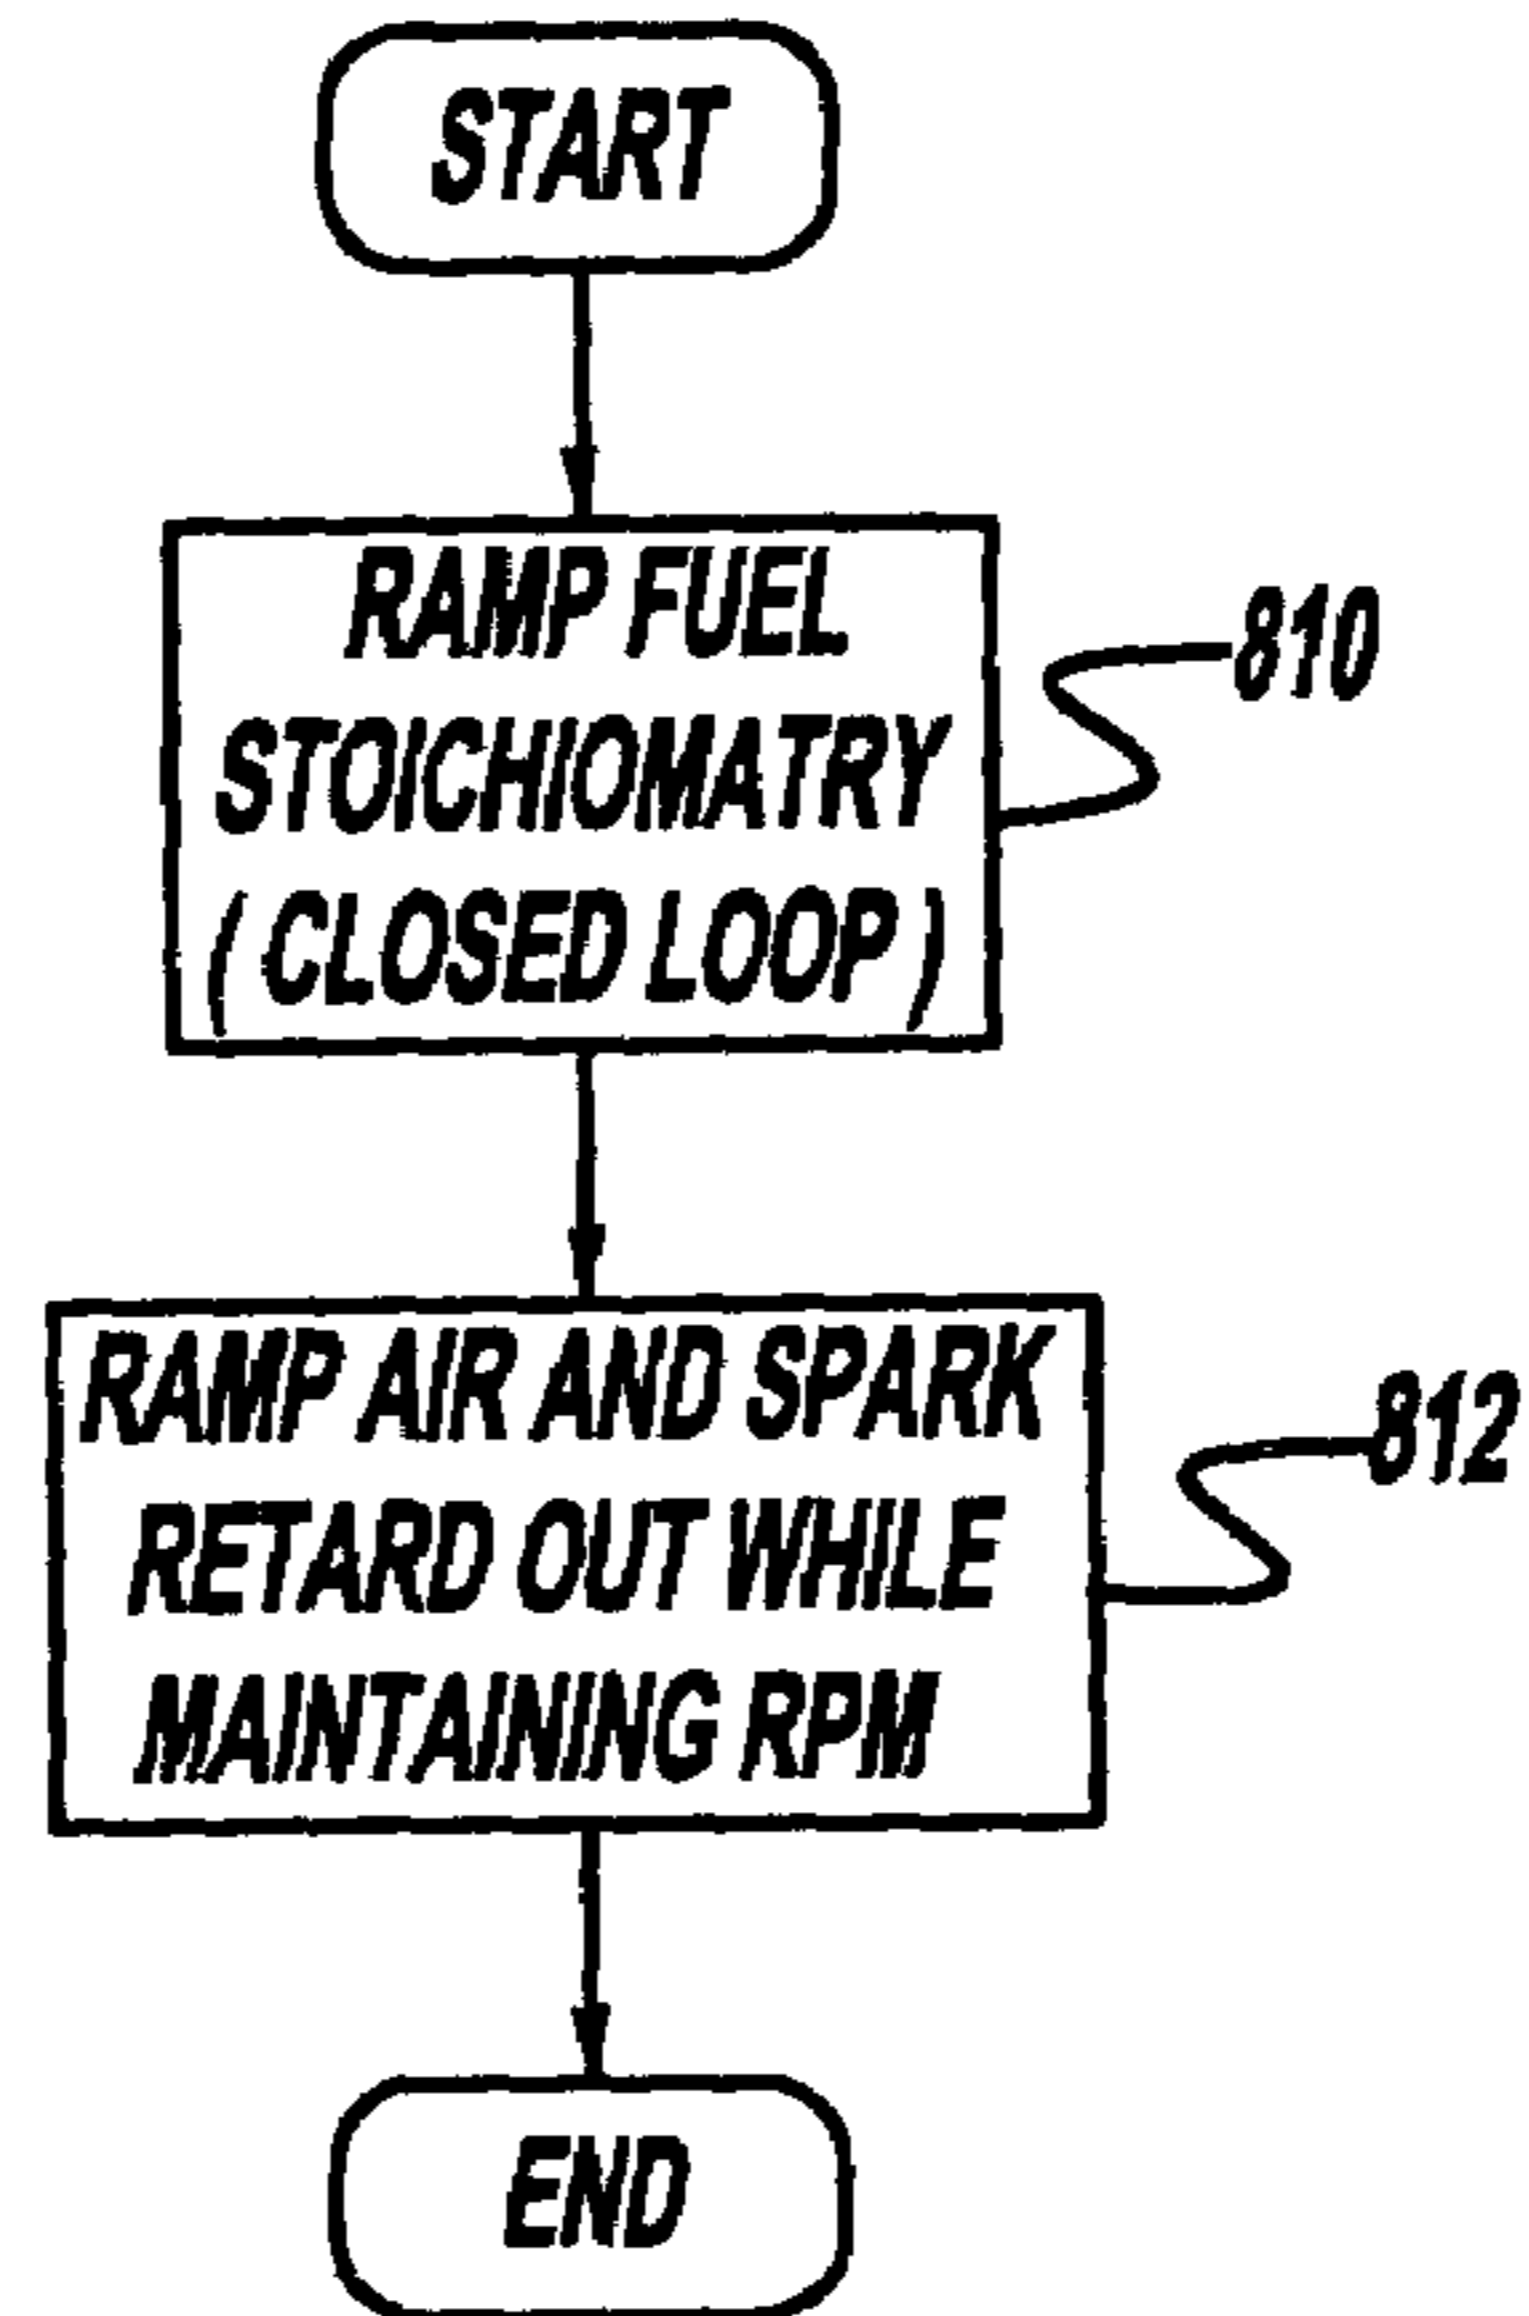 START
RAMP FUEL
STOICHIOMATRY
( CLOSED LOOP )
810
RAMP AIR AND SPARK
RETARD OUT WHILE
MAINTAINING RPM
812
END